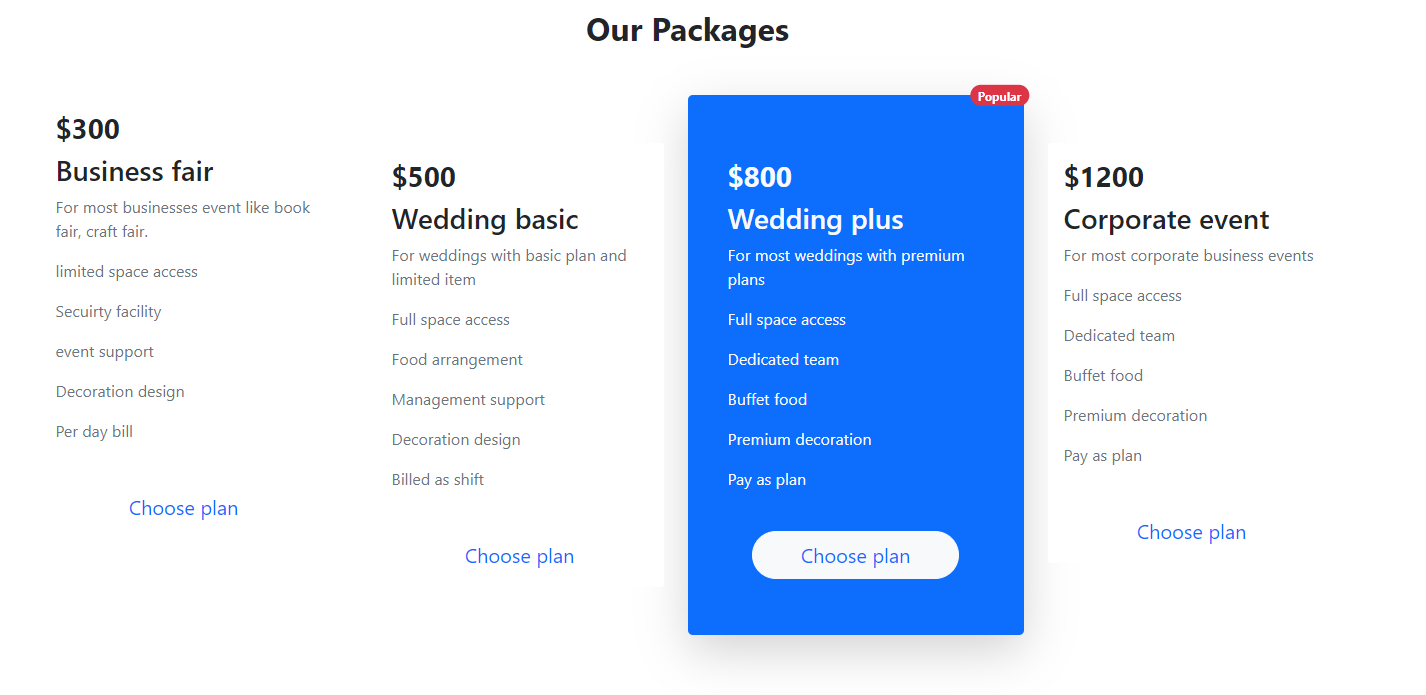 Our Packages
$300
Business fair
For most businesses event like book
fair, craft fair.
limited space access
Secuirty facility
event support
Decoration design
Per day bill
Choose plan
$500
Wedding basic
For weddings with basic plan and
limited item
Full space access
Food arrangement
Management support
Decoration design
Billed as shift
Choose plan
Popular
$800
Wedding plus
For most weddings with premium
plans
Full space access
Dedicated team
Buffet food
Premium decoration
Pay as plan
Choose plan
$1200
Corporate event
For most corporate business events
Full space access
Dedicated team
Buffet food
Premium decoration
Pay as plan
Choose plan